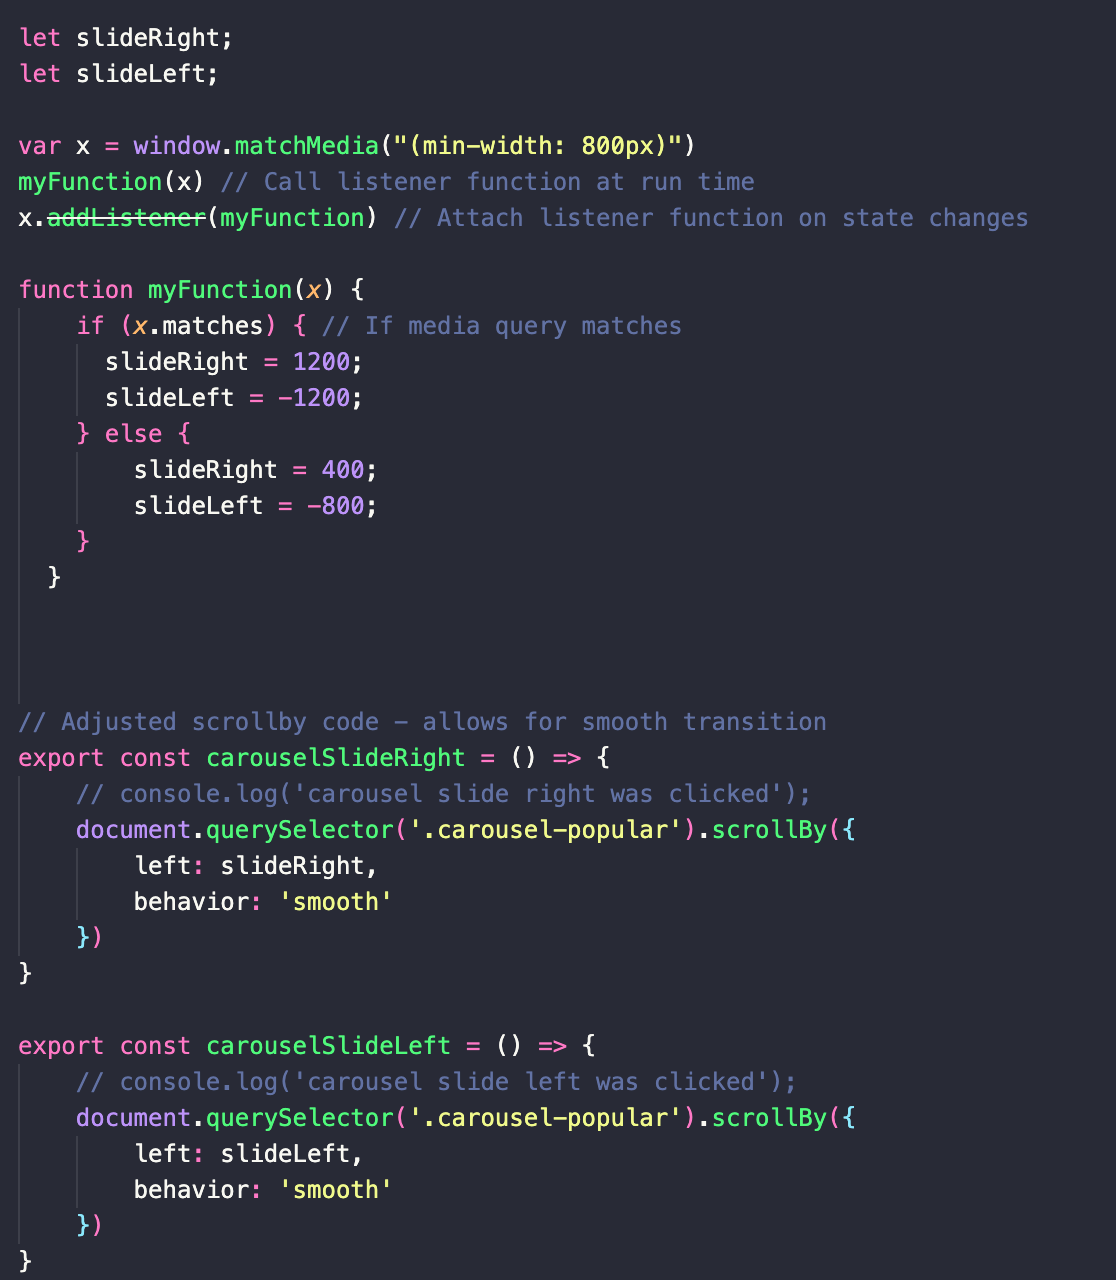 let slideRight;
let slideLeft;

var x = window.matchMedia("(min-width: 800px)")
myFunction(x) // Call listener function at run time
x.addListener(myFunction) // Attach listener function on state changes

function myFunction(x) {
    if (x.matches) { // If media query matches
      slideRight = 1200;
      slideLeft = -1200;
    } else {
        slideRight = 400;
        slideLeft = -800;
    }
  }

// Adjusted scrollby code - allows for smooth transition
export const carouselSlideRight = () => {
    // console.log('carousel slide right was clicked');
    document.querySelector('.carousel-popular').scrollBy({
        left: slideRight,
        behavior: 'smooth'
    })
}

export const carouselSlideLeft = () => {
    // console.log('carousel slide left was clicked');
    document.querySelector('.carousel-popular').scrollBy({
        left: slideLeft,
        behavior: 'smooth'
    })
}